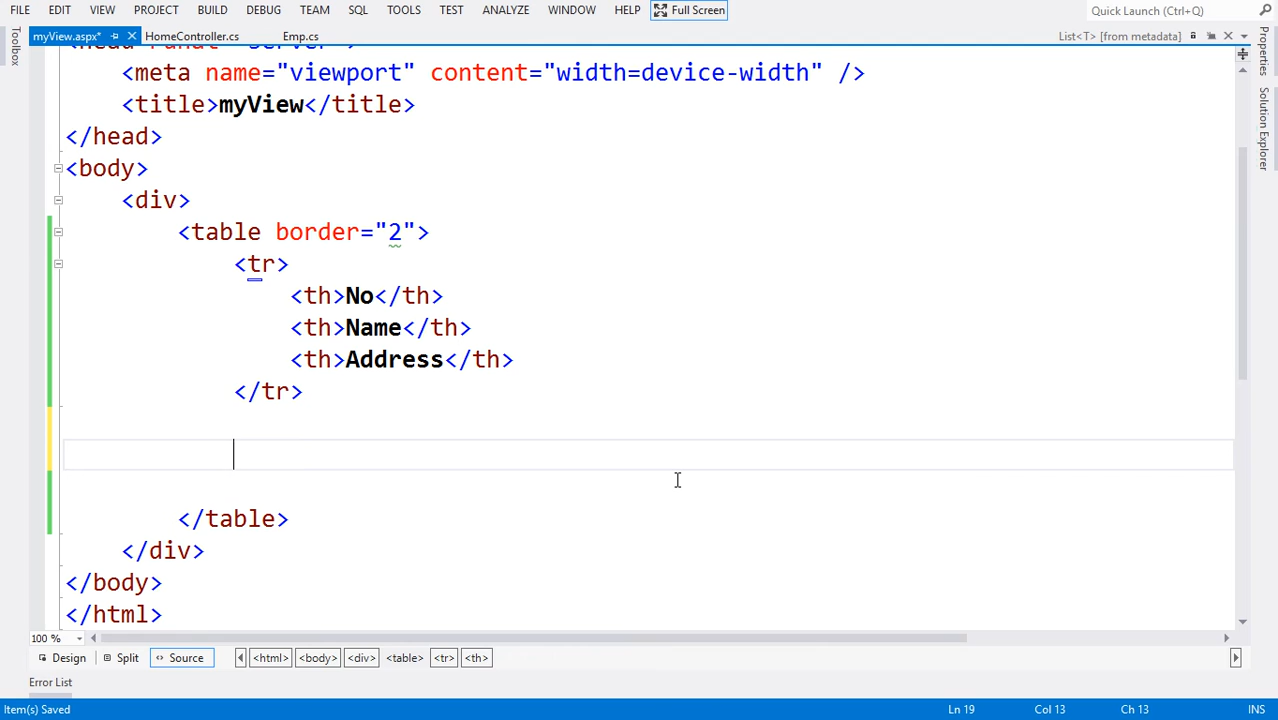 FILE EDIT VIEW PROJECT BUILD DEBUG TEAM SQL TOOLS TEST ANALYZE WINDOW HELP Full Screen Quick Launch (Ctrl+Q)
myView.aspx* HomeController.cs Emp.cs List<T> [from metadata]
Toolbox
Properties
Solution Explorer
<meta name="viewport" content="width=device-width" />
<title>myView</title>
</head>
<body>
<div>
<table border="2">
<tr>
<th>No</th>
<th>Name</th>
<th>Address</th>
</tr>
</table>
</div>
</body>
</html>
100 %
Design Split Source <html> <body> <div> <table> <tr> <th>
Error List
Item(s) Saved Ln 19 Col 13 Ch 13 INS